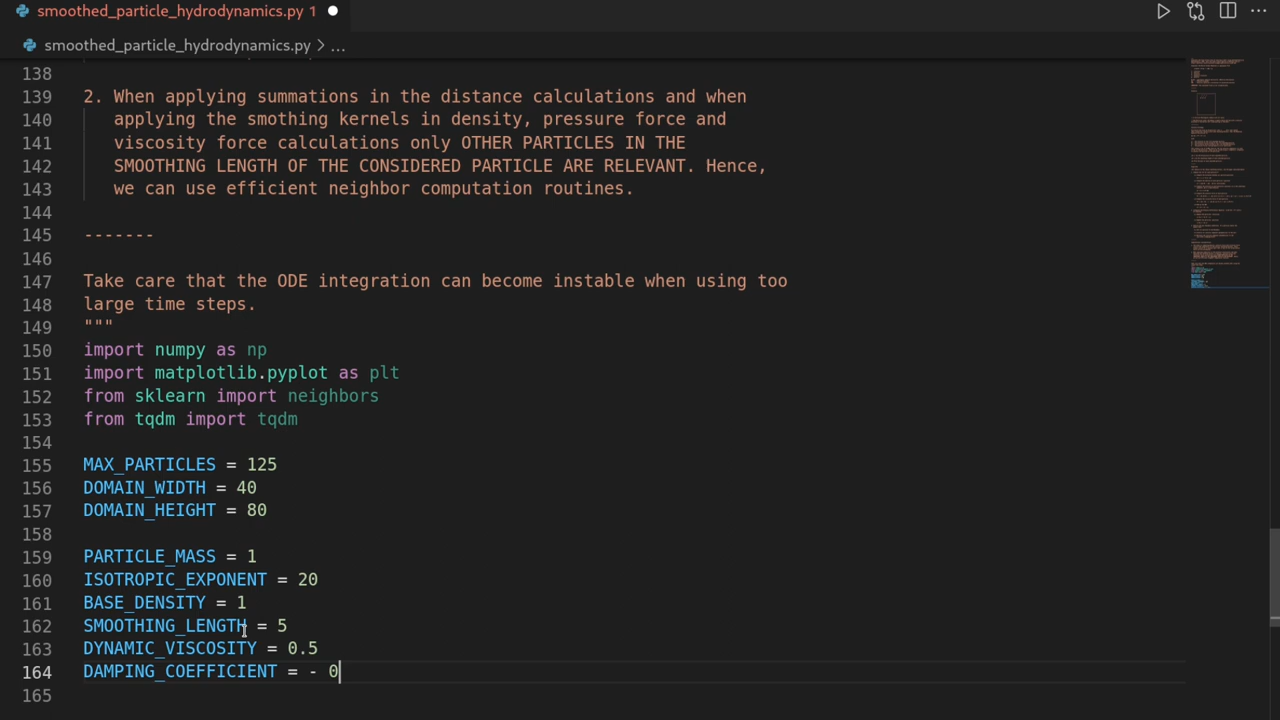 smoothed_particle_hydrodynamics.py 1
smoothed_particle_hydrodynamics.py > ...
138
139 2. When applying summations in the distance calculations and when
140 applying the smothing kernels in density, pressure force and
141 viscosity force calculations only OTHER PARTICLES IN THE
142 SMOOTHING LENGTH OF THE CONSIDERED PARTICLE ARE RELEVANT. Hence,
143 we can use efficient neighbor computation routines.
144
145 -------
146
147 Take care that the ODE integration can become instable when using too
148 large time steps.
149 """
150 import numpy as np
151 import matplotlib.pyplot as plt
152 from sklearn import neighbors
153 from tqdm import tqdm
154
155 MAX_PARTICLES = 125
156 DOMAIN_WIDTH = 40
157 DOMAIN_HEIGHT = 80
158
159 PARTICLE_MASS = 1
160 ISOTROPIC_EXPONENT = 20
161 BASE_DENSITY = 1
162 SMOOTHING_LENGTH = 5
163 DYNAMIC_VISCOSITY = 0.5
164 DAMPING_COEFFICIENT = - 0
165